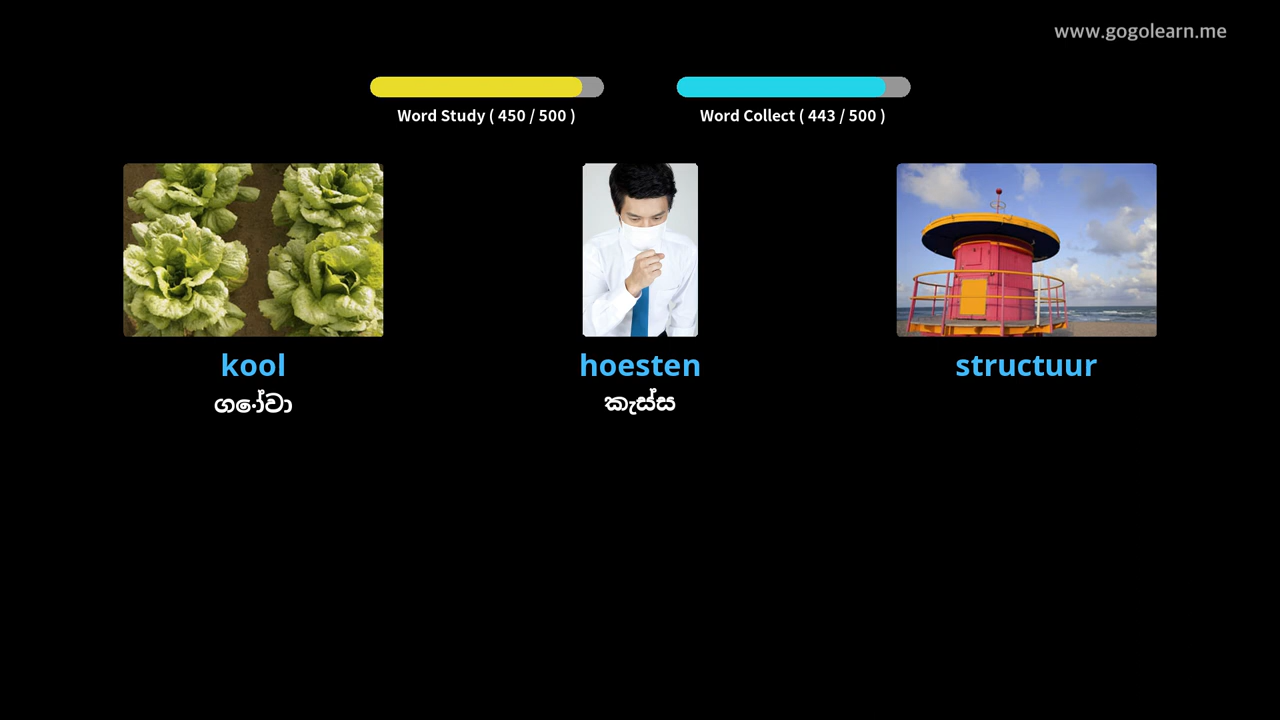 www.gogolearn.me
Word Study ( 450 / 500 )
Word Collect ( 443 / 500 )
kool
hoesten
structuur
ගෝවා
කැස්ස